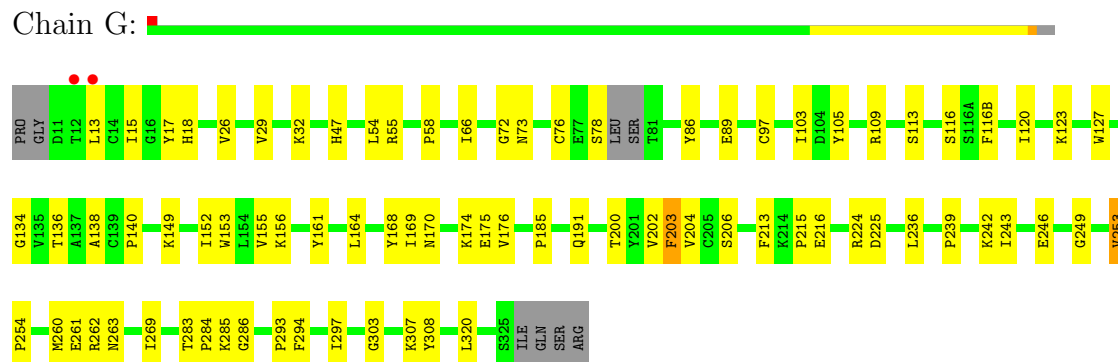 Chain G:
PRO GLY D11 T12 L13 C14 I15 G16 Y17 H18 V26 V29 K32 H47 L54 R55 P58 I66 G72 N73 C76 E77 S78 LEU SER T81 Y86 E89 C97 I103 D104 Y105 R109 S113 S116 S116A F116B I120 K123 W127
G134 V135 T136 A137 A138 C139 P140 K149 I152 W153 L154 V155 K156 Y161 L164 Y168 I169 N170 K174 E175 V176 P185 Q191 T200 Y201 V202 F203 V204 C205 S206 F213 K214 P215 E216 R224 D225 L236 P239 K242 I243 E246 G249 V253
P254 M260 E261 R262 N263 I269 T283 P284 K285 G286 P293 F294 I297 G303 K307 Y308 L320 S325 ILE GLN SER ARG